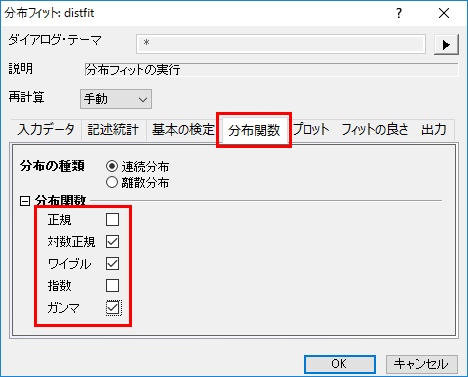 分布フィット: distfit
ダイアログ・テーマ *
説明 分布フィットの実行
再計算 手動
入力データ 記述統計 基本の検定 分布関数 プロット フィットの良さ 出力
分布の種類 連続分布
離散分布
分布関数
正規
対数正規
ワイブル
指数
ガンマ
OK キャンセル